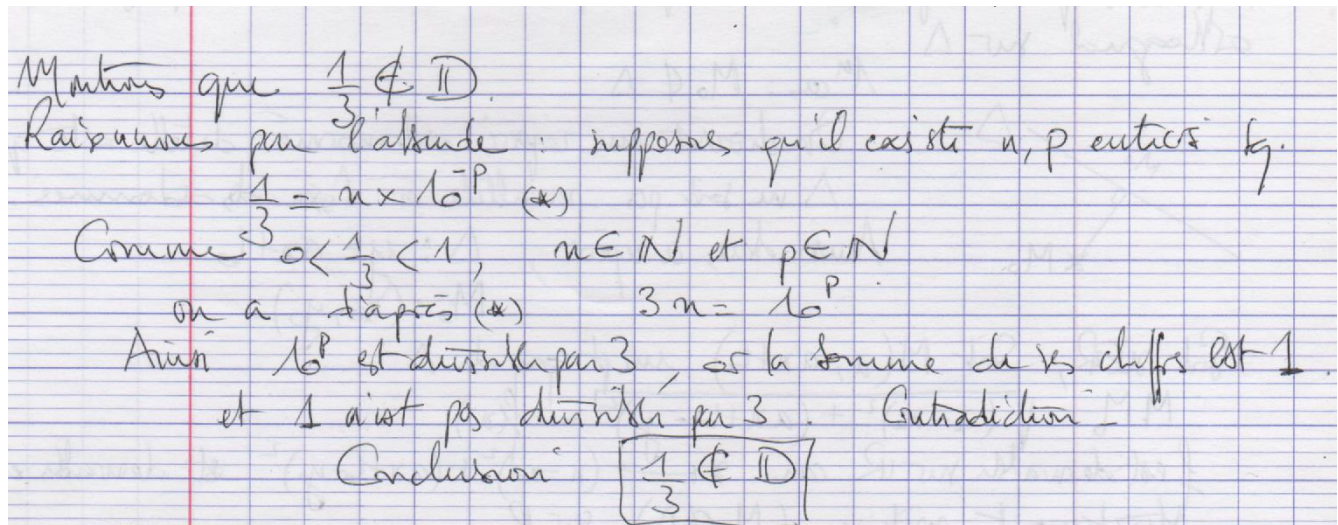 Montrons que 1/3 ∉ 𝔻.
Raisonnons par l'absurde : supposons qu'il existe n, p entiers tq.
1/3 = n × 10^-p (*)
Comme 0 < 1/3 < 1, n ∈ ℕ et p ∈ ℕ
on a d'après (*) 3n = 10^p.
Ainsi 10^p est divisible par 3, or la somme de ses chiffres est 1.
et 1 n'est pas divisible par 3. Contradiction -
Conclusion 1/3 ∉ 𝔻